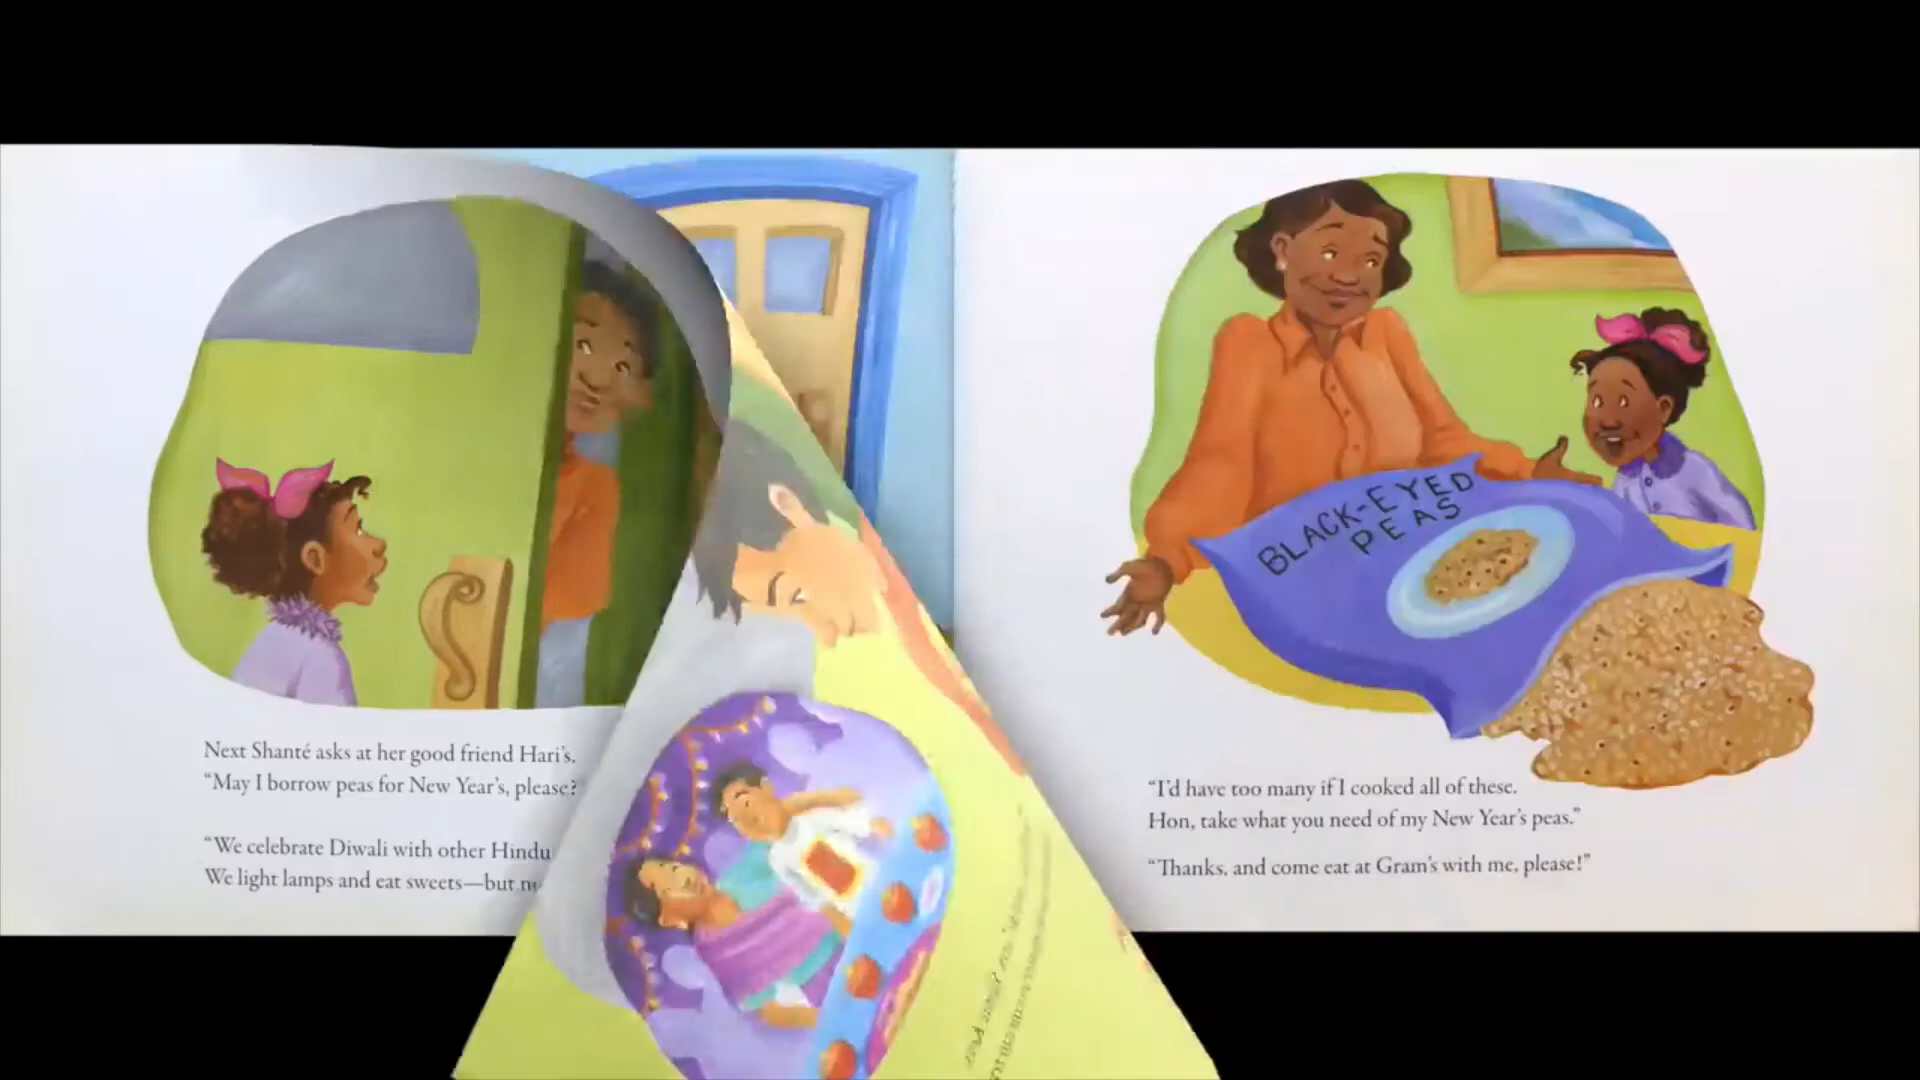 Next Shanté asks at her good friend Hari's.
“May I borrow peas for New Year's, please?
“We celebrate Diwali with other Hindu
We light lamps and eat sweets—but
BLACK-EYED
PEAS
“I'd have too many if I cooked all of these.
Hon, take what you need of my New Year's peas.”
“Thanks, and come eat at Gram's with me, please!”